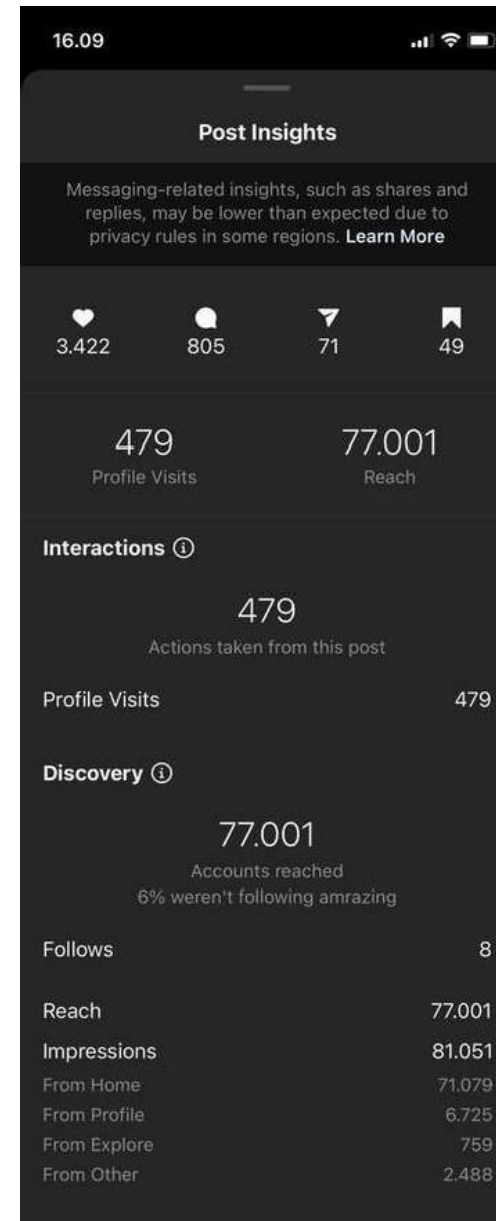 16.09
Post Insights
Messaging-related insights, such as shares and
replies, may be lower than expected due to
privacy rules in some regions. Learn More
3.422 805 71 49
479 77.001
Profile Visits Reach
Interactions
479
Actions taken from this post
Profile Visits 479
Discovery
77.001
Accounts reached
6% weren't following amrazing
Follows 8
Reach 77.001
Impressions 81.051
From Home 71.079
From Profile 6.725
From Explore 759
From Other 2.488